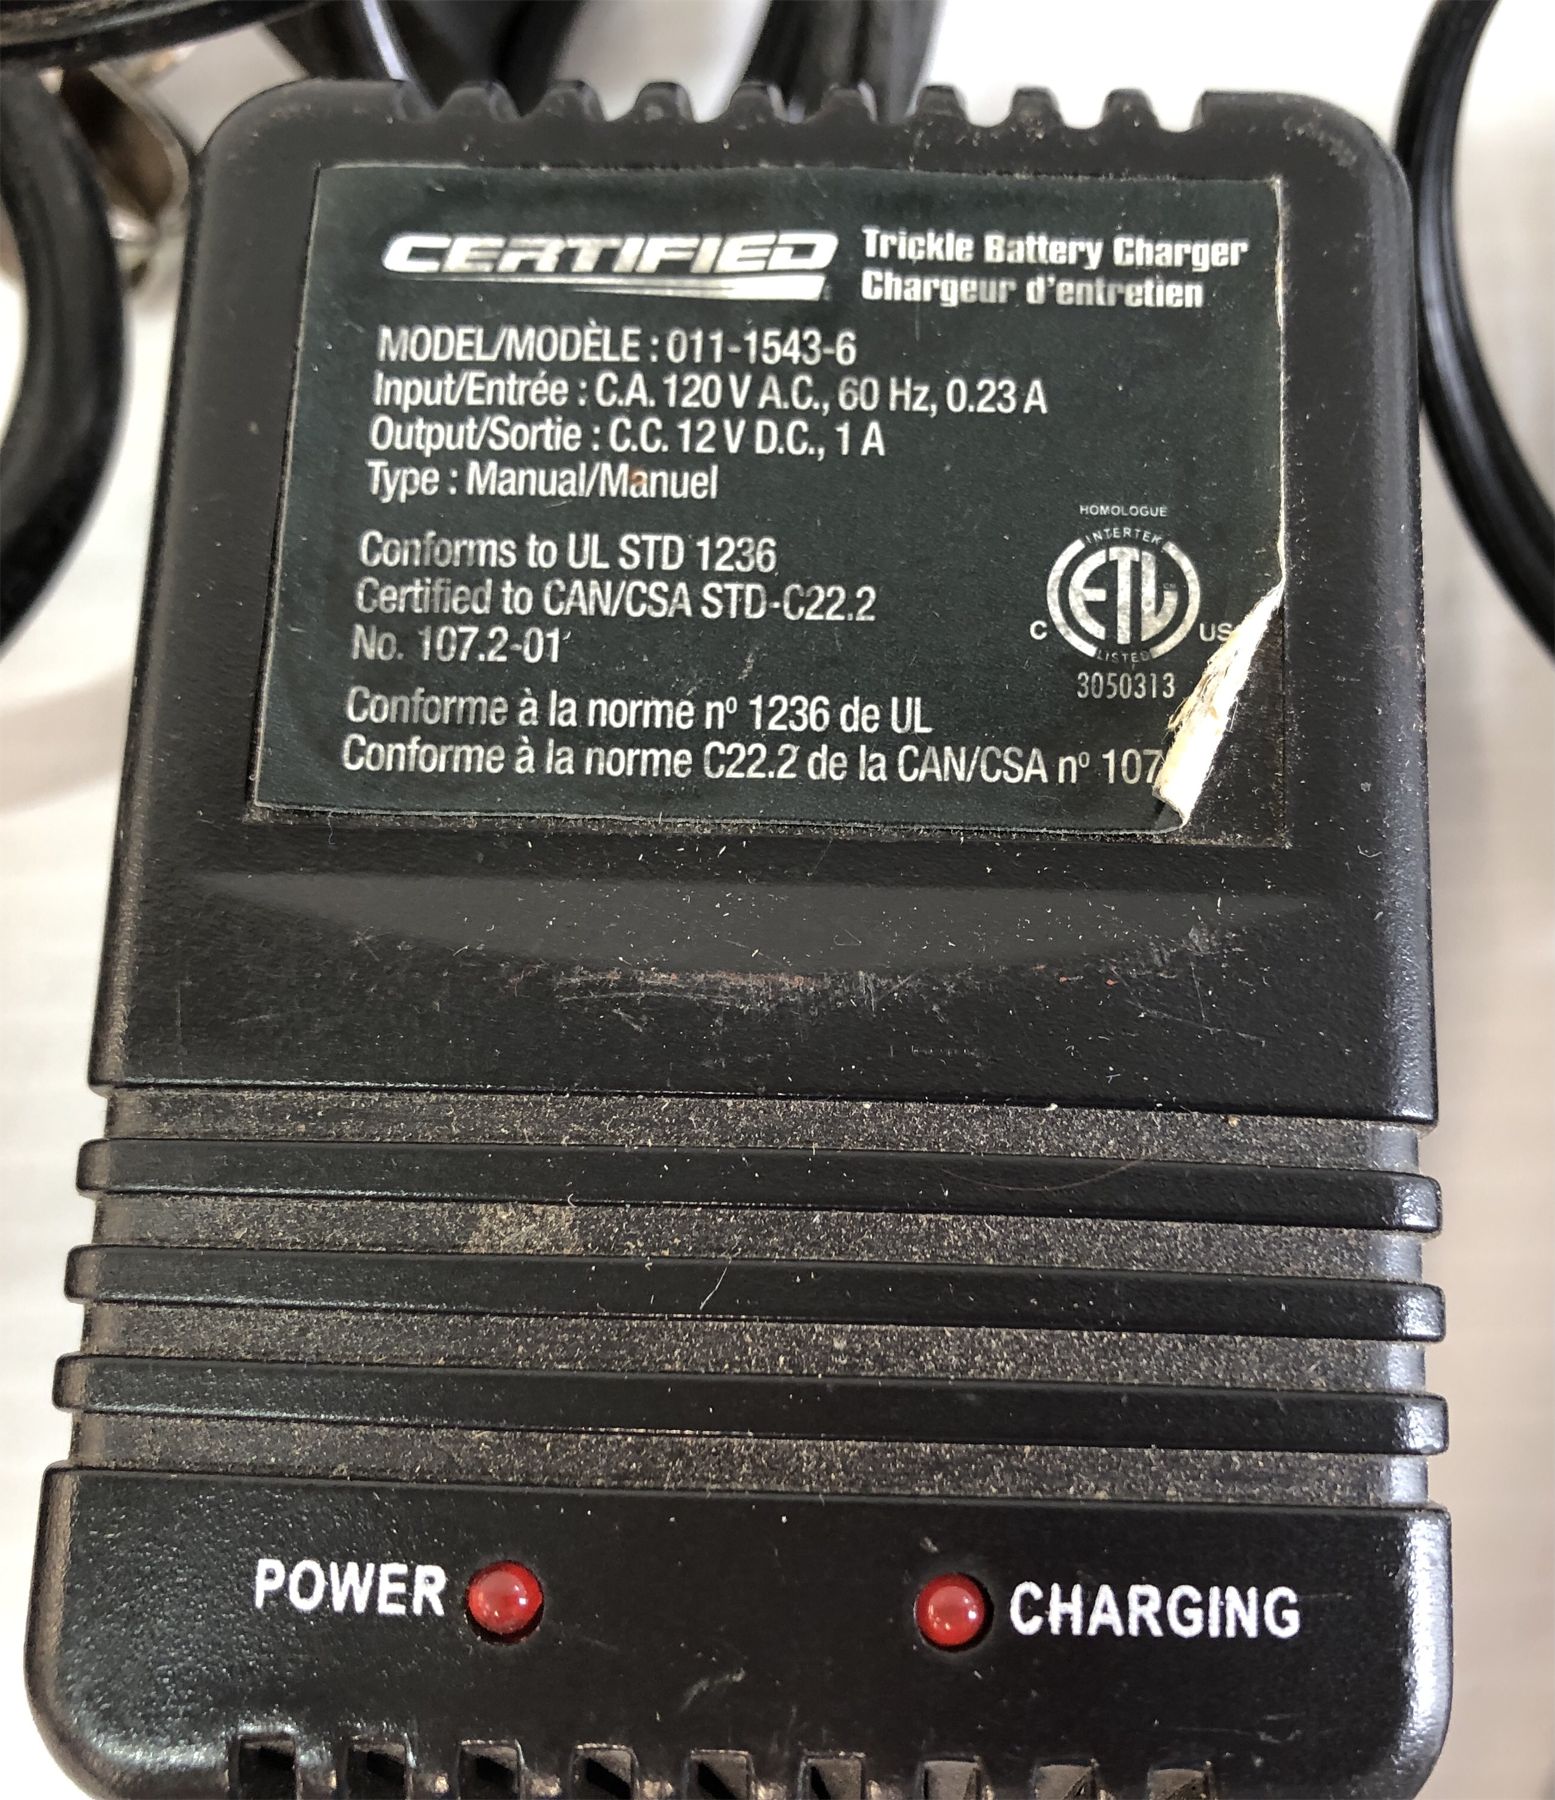 CERTIFIED
Trickle Battery Charger
Chargeur d'entretien
MODEL/MODÈLE : 011-1543-6
Input/Entrée : C.A. 120 V A.C., 60 Hz, 0.23 A
Output/Sortie : C.C. 12 V D.C., 1 A
Type : Manual/Manuel
Conforms to UL STD 1236
Certified to CAN/CSA STD-C22.2
No. 107.2-01
Conforme à la norme nº 1236 de UL
Conforme à la norme C22.2 de la CAN/CSA nº 107
HOMOLOGUE
INTERTEK
C ETL CM US
LISTED
3050313
POWER
CHARGING